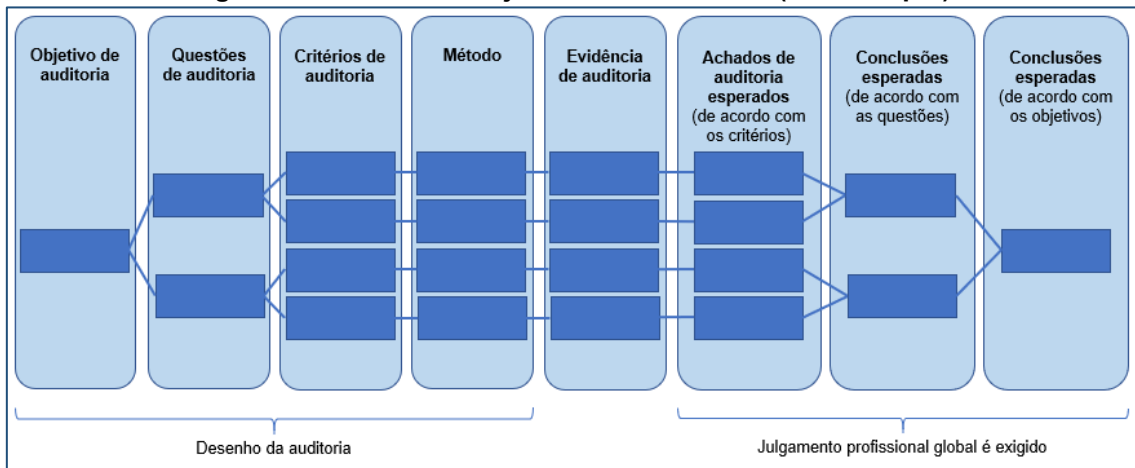 Objetivo de
auditoria
Questões
de auditoria
Critérios de
auditoria
Método
Evidência
de auditoria
Achados de
auditoria
esperados
(de acordo com
os critérios)
Conclusões
esperadas
(de acordo com
as questões)
Conclusões
esperadas
(de acordo com
os objetivos)
Desenho da auditoria
Julgamento profissional global é exigido